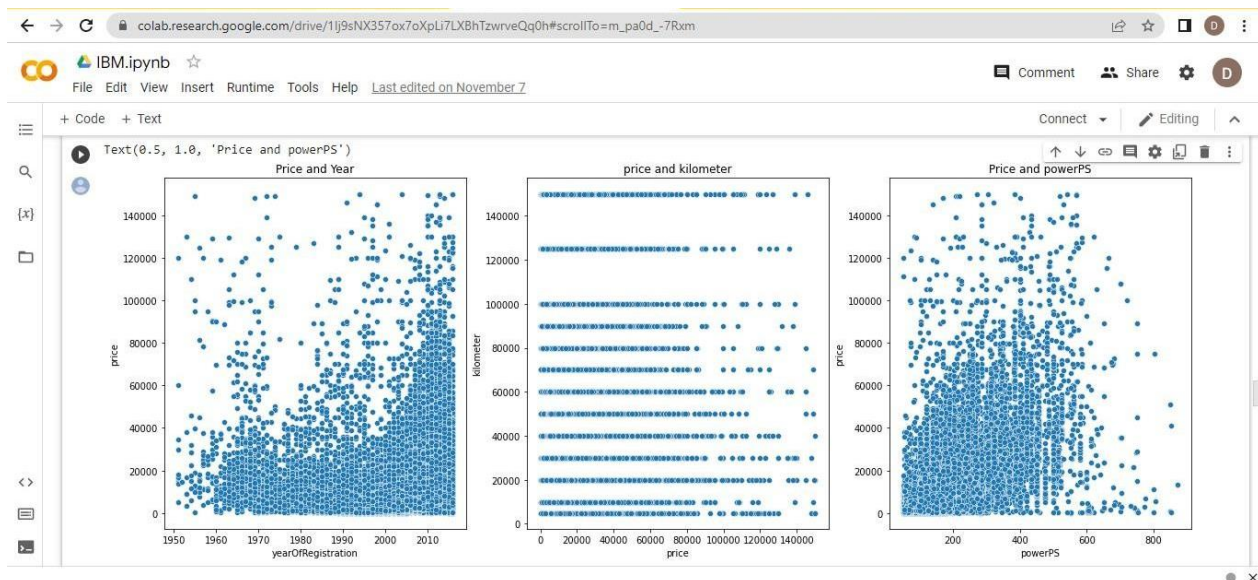 colab.research.google.com/drive/1Ij9sNX357ox7oXpLi7LXBhTzwrveQq0h#scrollTo=m_pa0d_-7Rxm
D
CO
IBM.ipynb
Comment
Share
D
File Edit View Insert Runtime Tools Help Last edited on November 7
+ Code + Text
Connect
Editing
{x}
<>
Text(0.5, 1.0, 'Price and powerPS')
Price and Year
price
140000
120000
100000
80000
60000
40000
20000
0
1950 1960 1970 1980 1990 2000 2010
yearOfRegistration
price and kilometer
kilometer
140000
120000
100000
80000
60000
40000
20000
0
0 20000 40000 60000 80000 100000 120000 140000
price
Price and powerPS
price
140000
120000
100000
80000
60000
40000
20000
0
200 400 600 800
powerPS